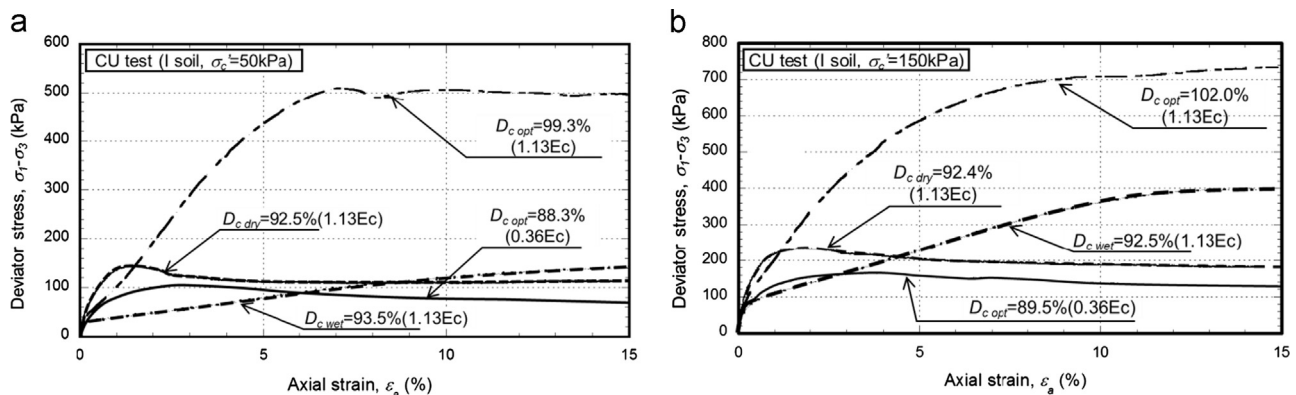 a
CU test (I soil, σc'=50kPa)
Deviator stress, σ1-σ3 (kPa)
600
500
400
300
200
100
0
0
5
10
15
Axial strain, εa (%)
Dc opt=99.3%
(1.13Ec)
Dc dry=92.5%(1.13Ec)
Dc opt=88.3%
(0.36Ec)
Dc wet=93.5%(1.13Ec)
b
CU test (I soil, σc'=150kPa)
Deviator stress, σ1-σ3 (kPa)
800
700
600
500
400
300
200
100
0
0
5
10
15
Axial strain, εa (%)
Dc opt=102.0%
(1.13Ec)
Dc dry=92.4%
(1.13Ec)
Dc wet=92.5%(1.13Ec)
Dc opt=89.5%(0.36Ec)